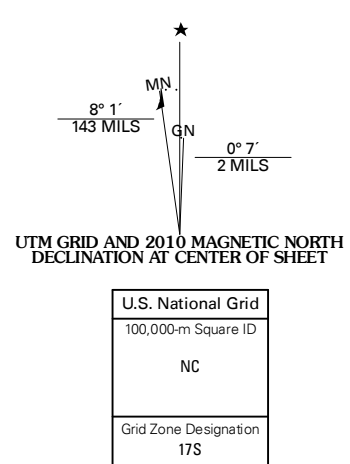 ★
MN
8° 1´
143 MILS
GN
0° 7´
2 MILS
UTM GRID AND 2010 MAGNETIC NORTH
DECLINATION AT CENTER OF SHEET
U.S. National Grid
100,000-m Square ID
NC
Grid Zone Designation
17S